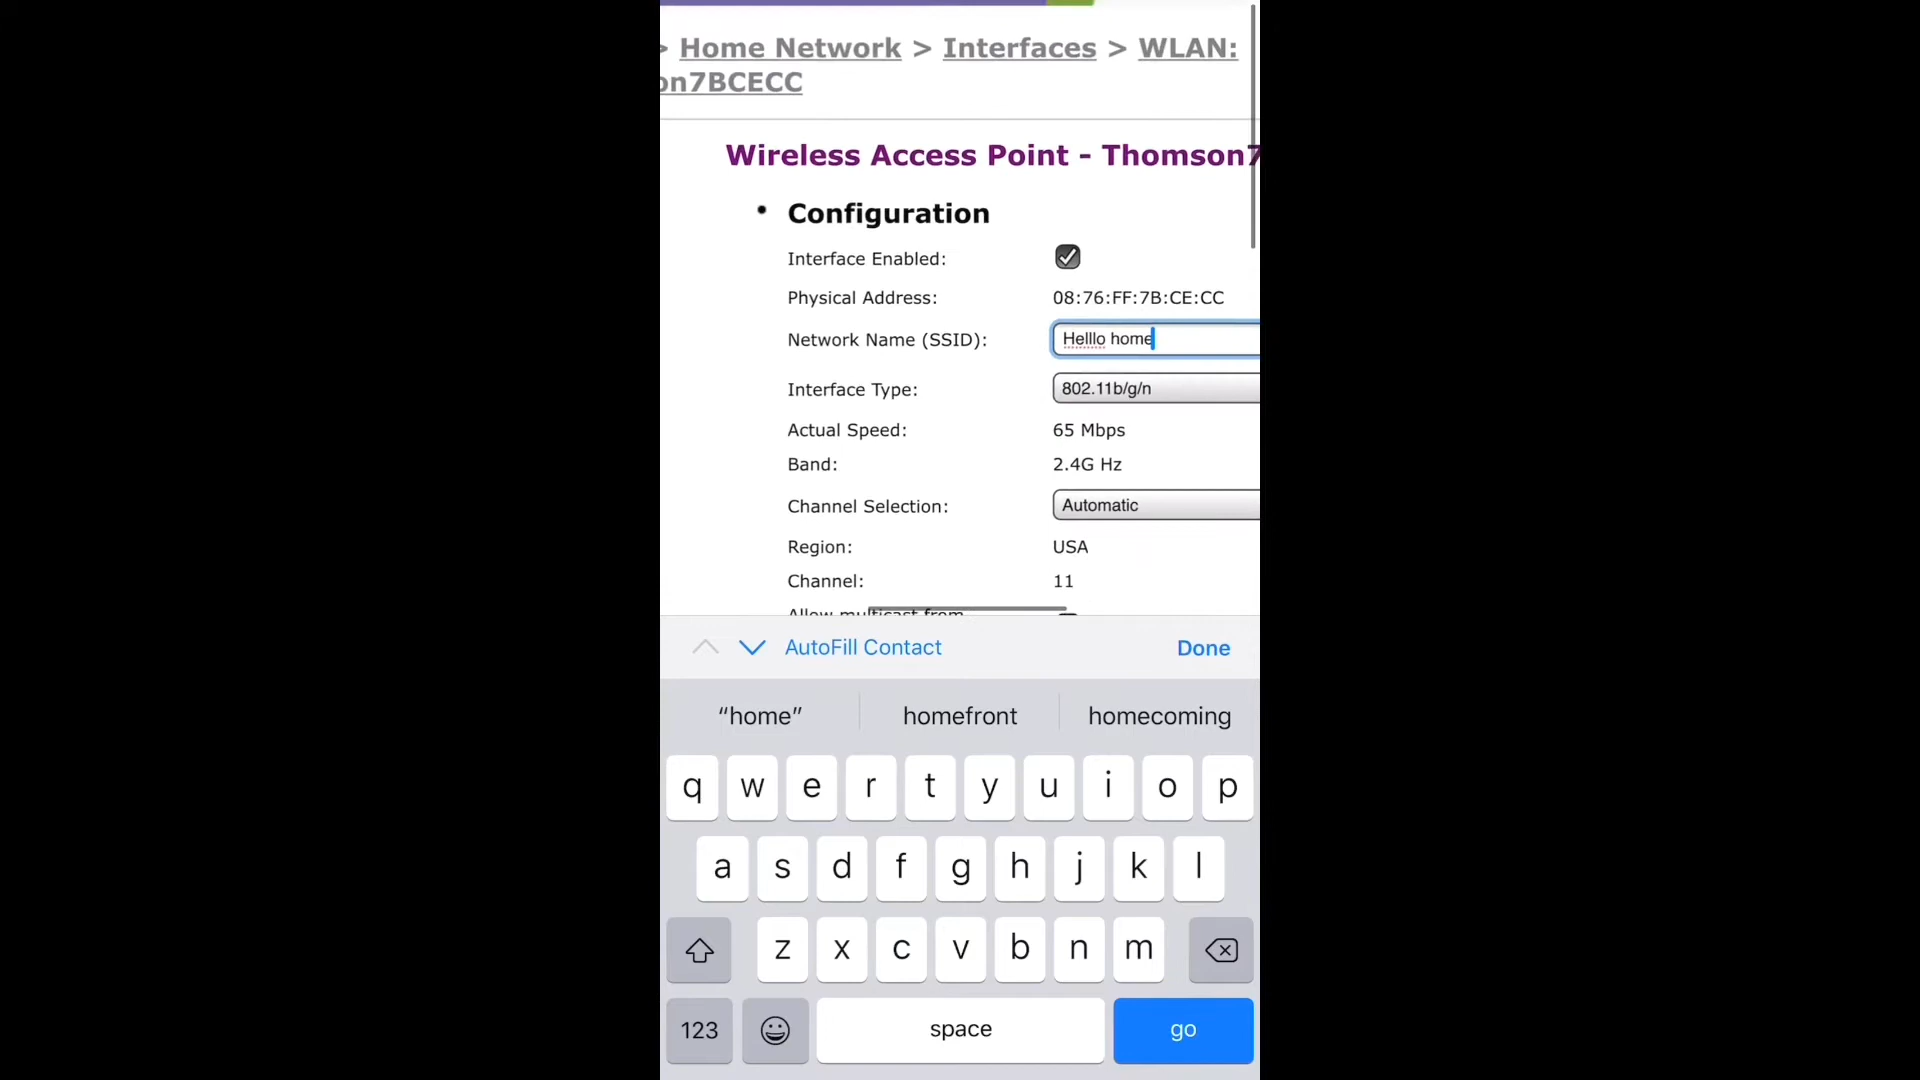 > Home Network > Interfaces > WLAN:
on7BCECC
Wireless Access Point - Thomson7
• Configuration
Interface Enabled:
Physical Address: 08:76:FF:7B:CE:CC
Network Name (SSID): Helllo home
Interface Type: 802.11b/g/n
Actual Speed: 65 Mbps
Band: 2.4G Hz
Channel Selection: Automatic
Region: USA
Channel: 11
Allow multicast from
AutoFill Contact Done
“home” homefront homecoming
q w e r t y u i o p
a s d f g h j k l
z x c v b n m
123 space go